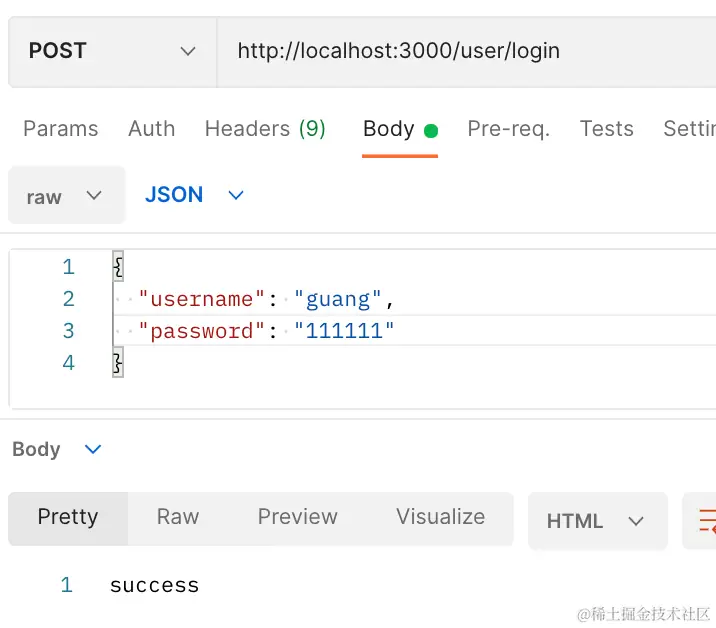 POST http://localhost:3000/user/login
Params Auth Headers (9) Body Pre-req. Tests Settin
raw JSON
1 {
2 "username": "guang",
3 "password": "111111"
4 }
Body
Pretty Raw Preview Visualize HTML
1 success
@稀土掘金技术社区